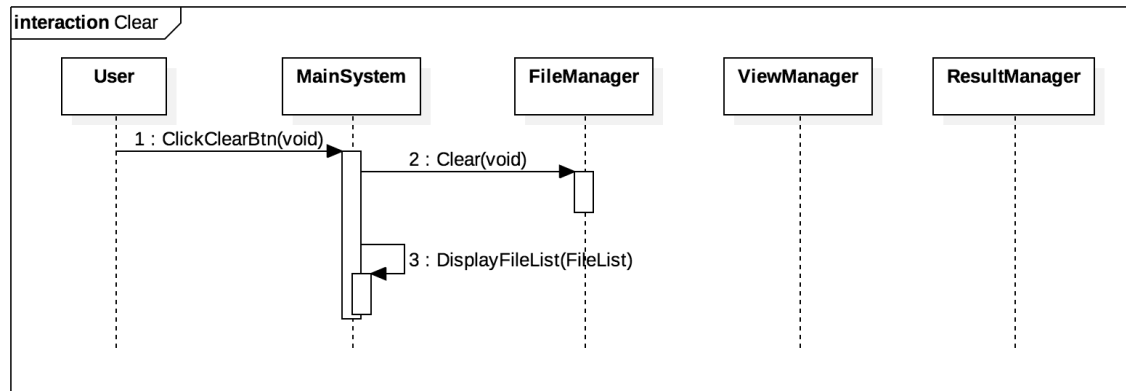 interaction Clear
User
MainSystem
FileManager
ViewManager
ResultManager
1 : ClickClearBtn(void)
2 : Clear(void)
3 : DisplayFileList(FileList)